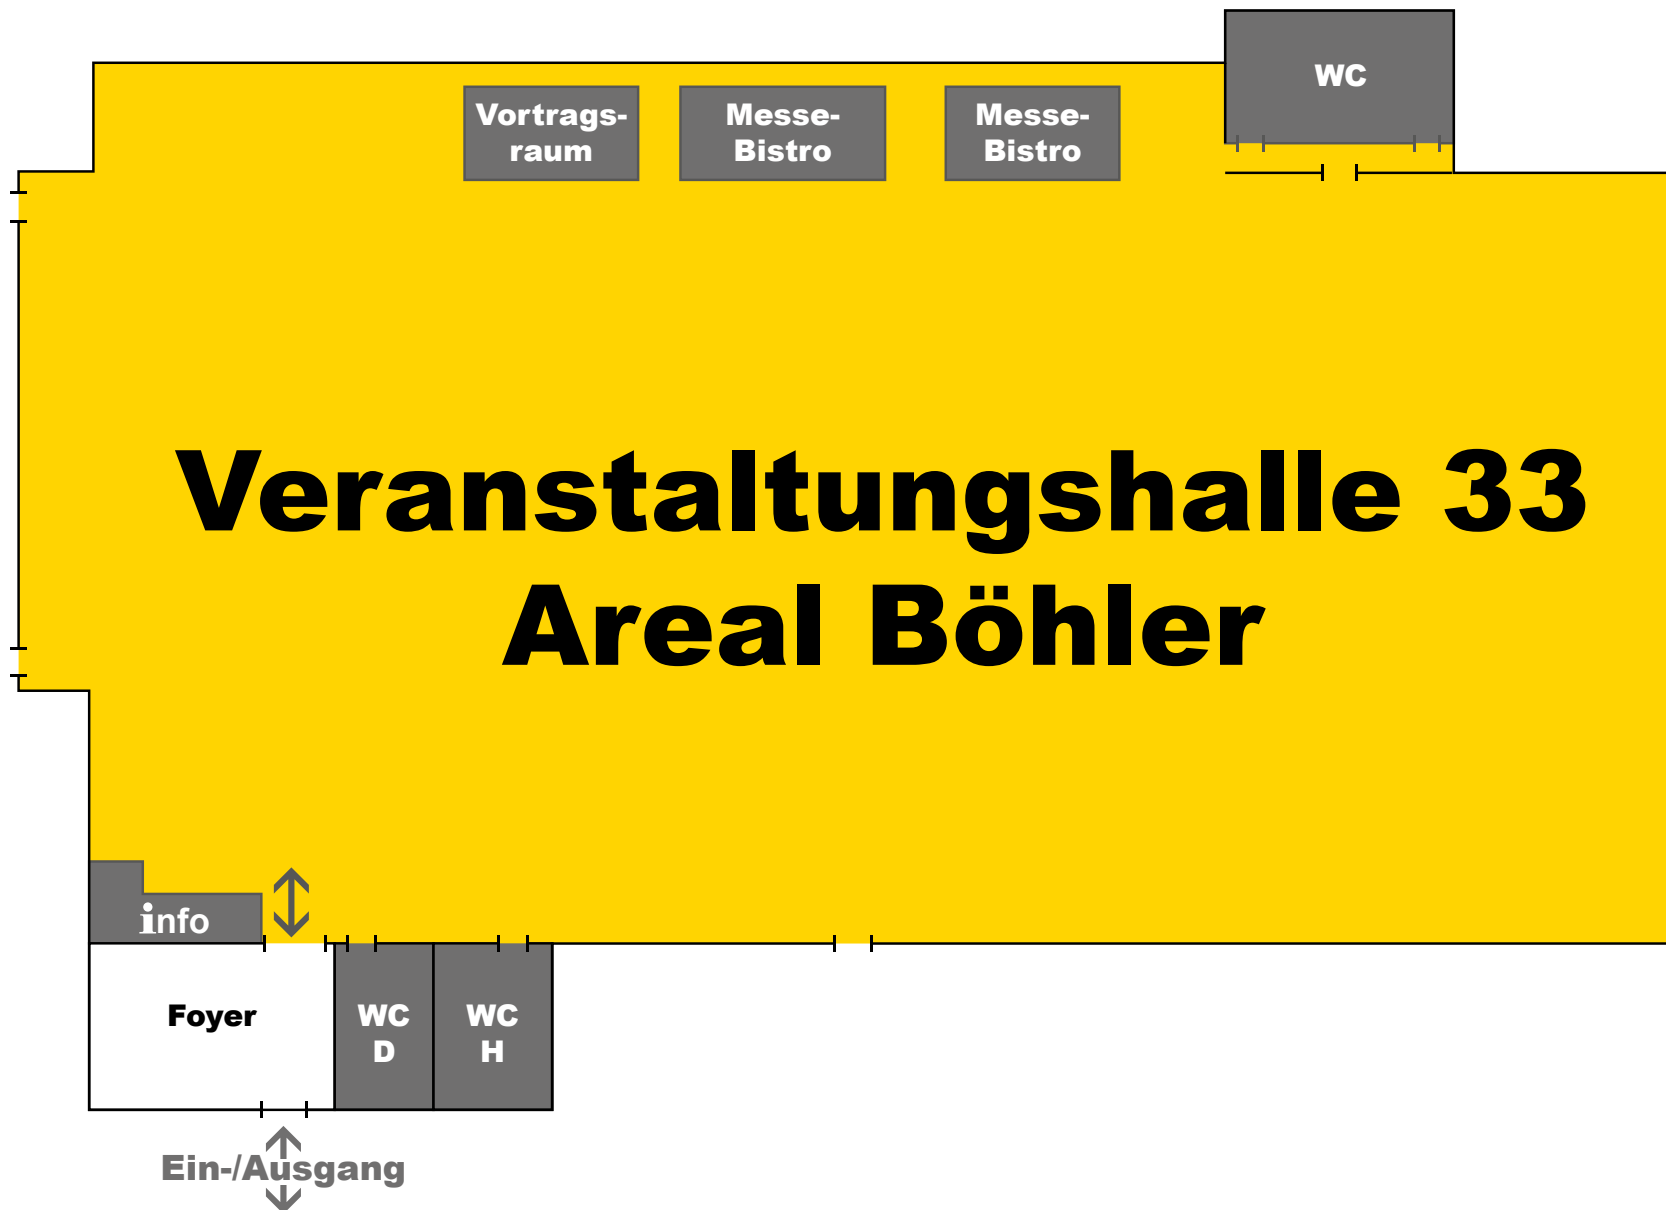 WC
Vortrags-
raum
Messe-
Bistro
Messe-
Bistro
Veranstaltungshalle 33
Areal Böhler
info
Foyer
WC
D
WC
H
Ein-/Ausgang